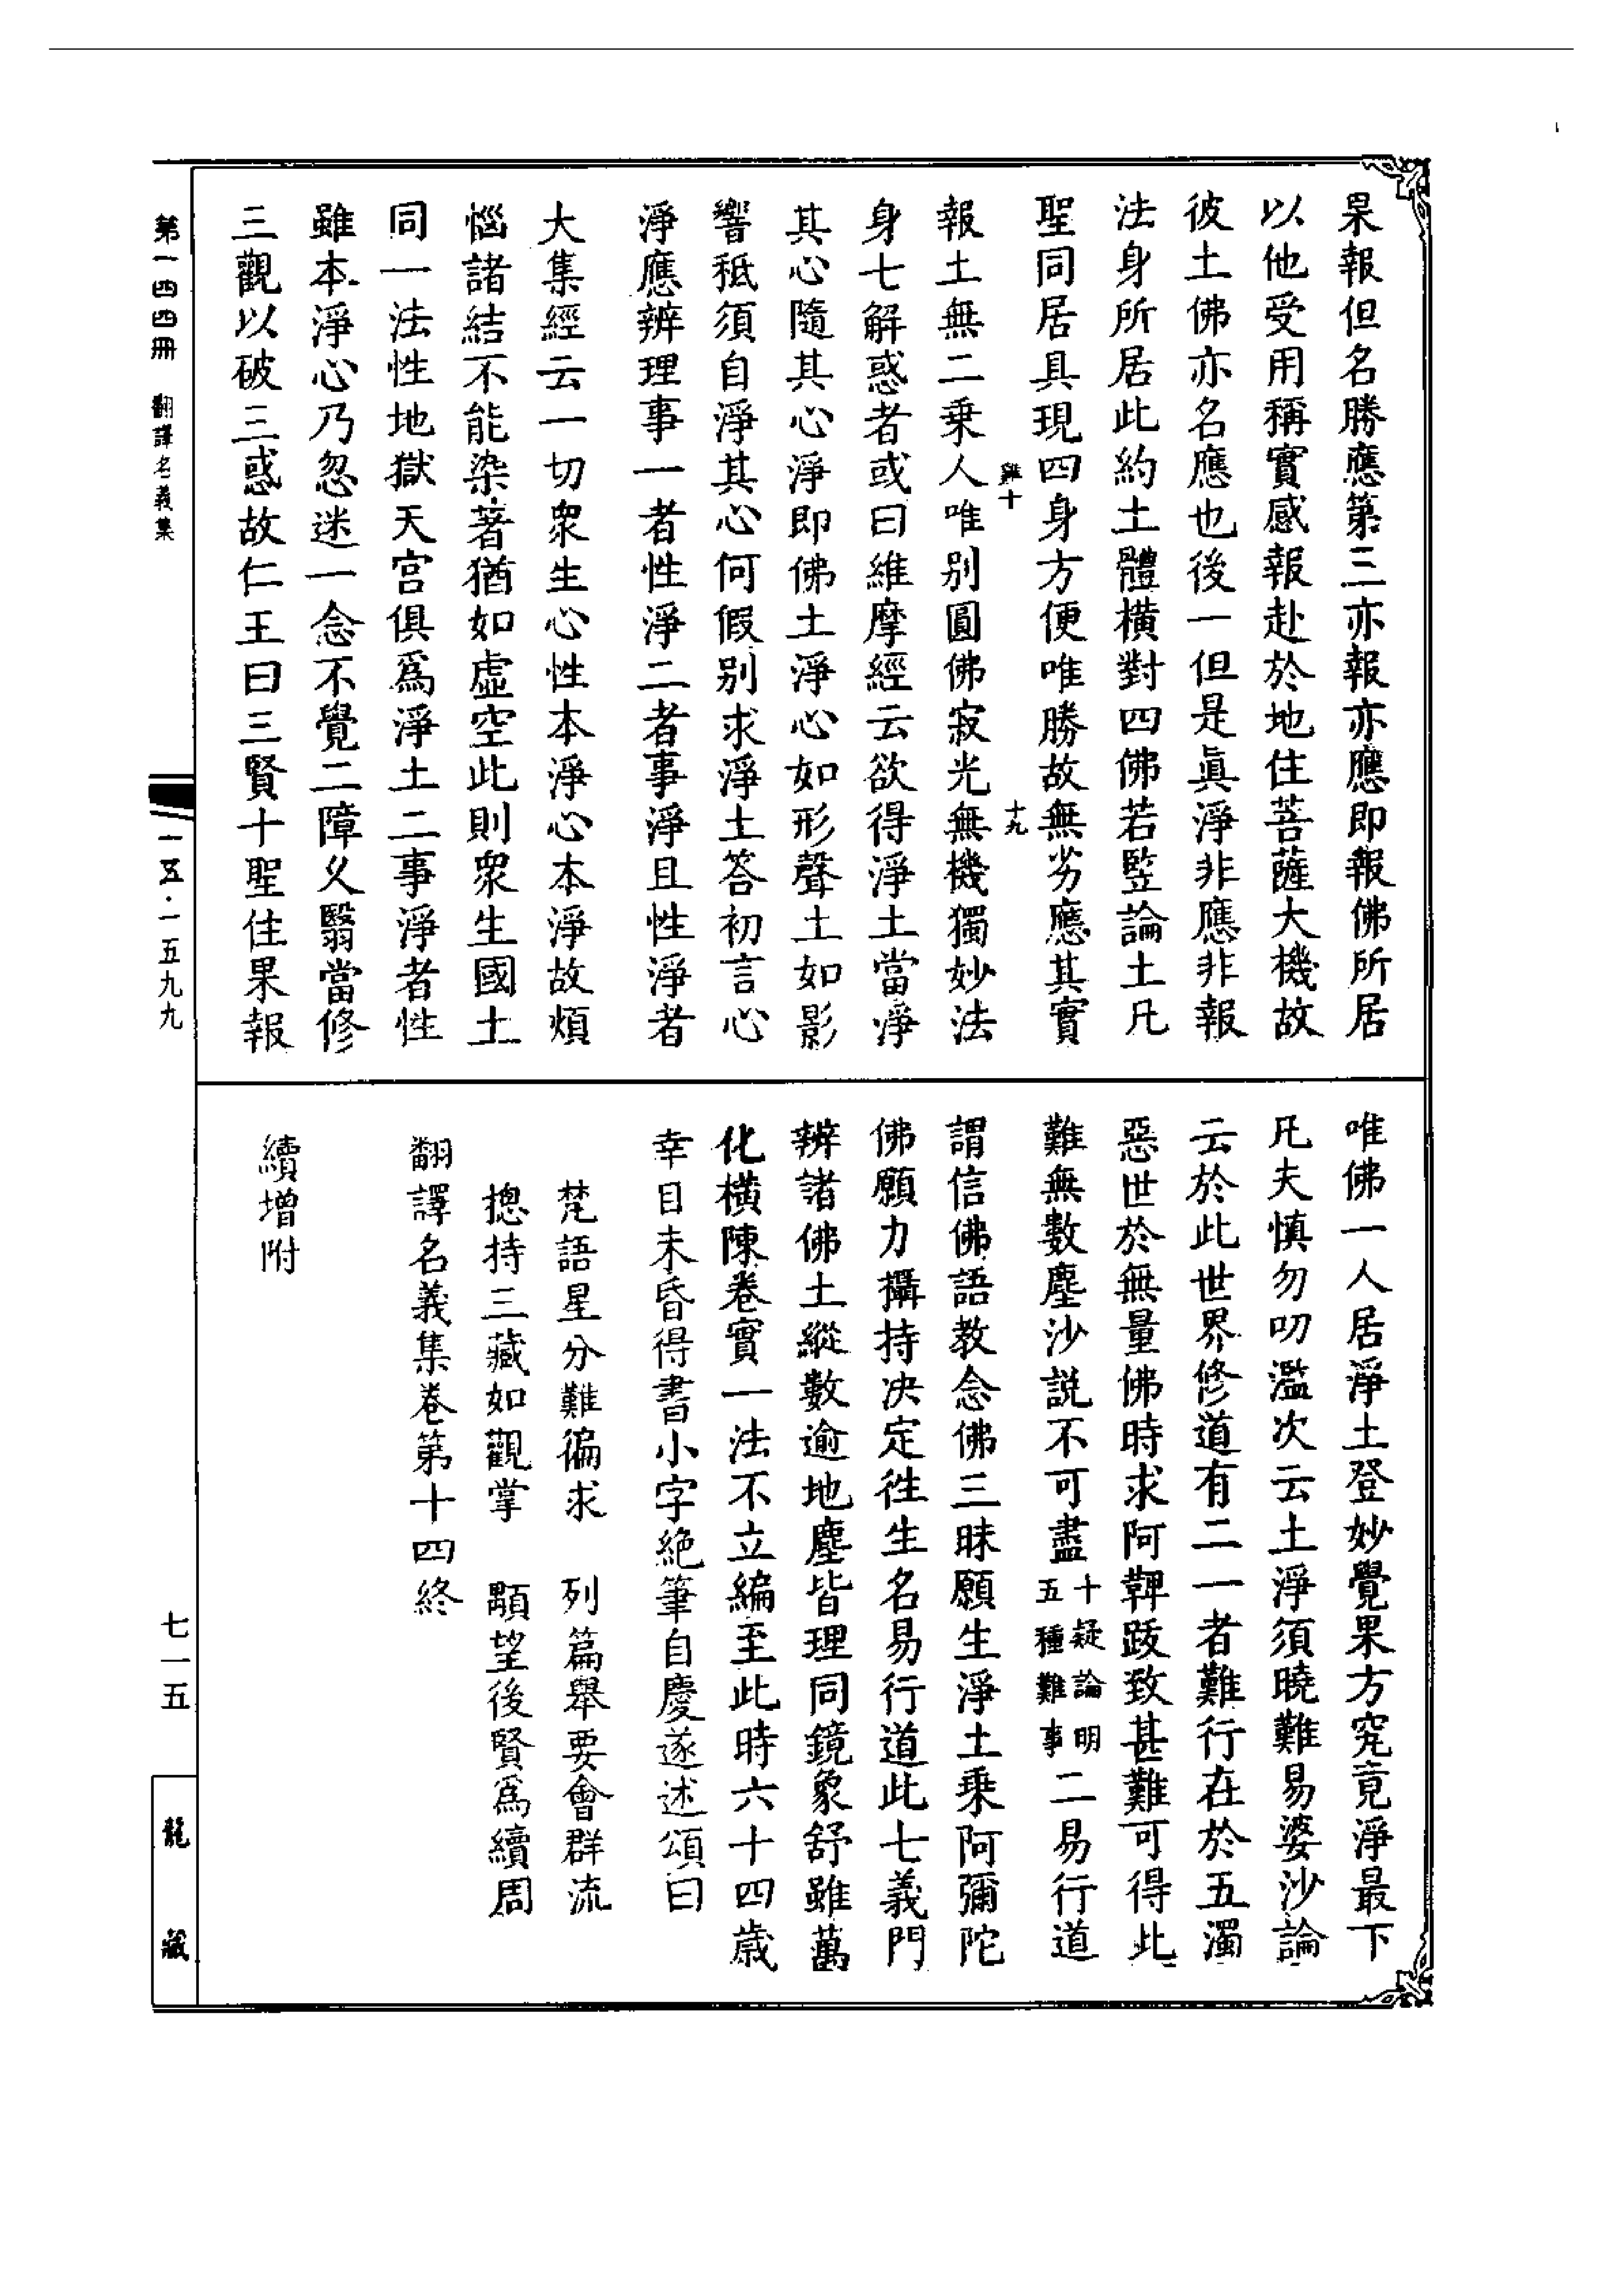 果報但名勝應第三亦報亦應即報佛所居
以他受用稱實感報赴於地住菩薩大機故
彼土佛亦名應也後一但是眞淨非應非報
法身所居此約土體橫對四佛若竪論土凡
聖同居具現四身方便唯勝故無劣應其實
雞十
十九
報土無二乗人唯别圓佛寂光無機獨妙法
身七解惑者或曰維摩經云欲得淨土當淨
其心隨其心淨即佛土淨心如形聲土如影
響秪須自淨其心何假别求淨土答初言心
淨應辨理事一者性淨二者事淨且性淨者
大集經云一切衆生心性本淨心本淨故煩
惱諸結不能染著猶如虛空此則衆生國土
同一法性地獄天宮俱爲淨土二事淨者性
雖本淨心乃忽迷一念不覺二障久翳當修
三觀以破三惑故仁王曰三賢十聖住果報
唯佛一人居淨土登妙覺果方究竟淨最下
凡夫慎勿叨濫次云土淨須曉難易婆沙論
云於此世界修道有二一者難行在於五濁
惡世於無量佛時求阿鞞跋致甚難可得此
難無數塵沙説不可盡十疑論明五種難事二易行道
謂信佛語教念佛三昧願生淨土乗阿彌陀
佛願力攝持决定徃生名易行道此七義門
辨諸佛土縱數逾地塵皆理同鏡象舒雖萬
化橫陳卷實一法不立編至此時六十四歲
幸目未昏得書小字絶筆自慶遂述頌曰
梵語星分難徧求　列篇舉要會群流
摠持三藏如觀掌　顒望後賢爲續周
翻譯名義集卷第十四終
續增附
第一四四冊　翻譯名義集
一五·一五九九
七一五
龍藏